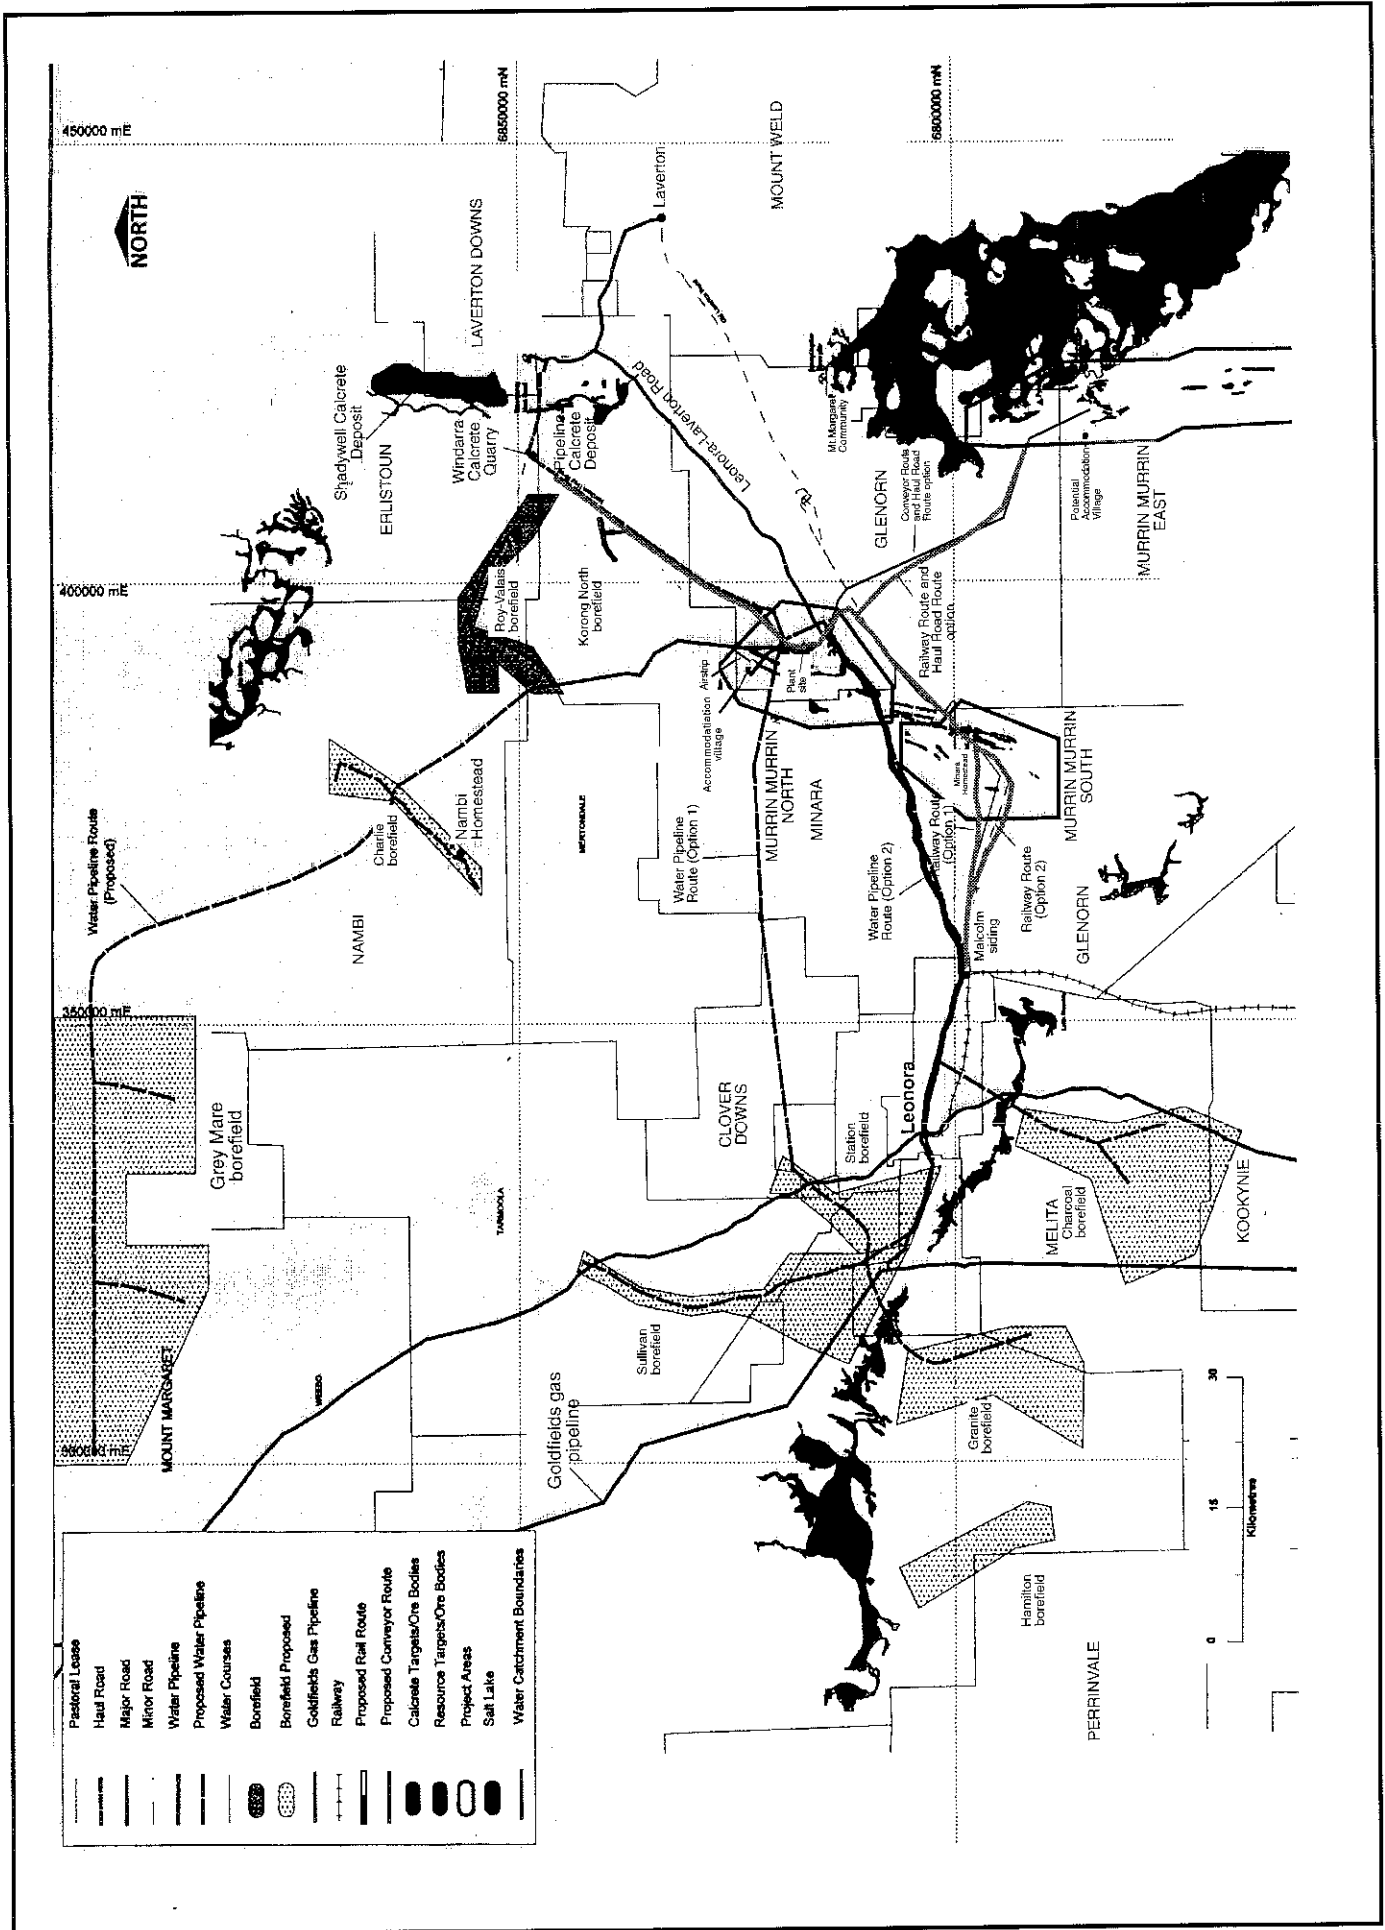 450000 mE
6850000 mN
6800000 mN
NORTH
MOUNT WELD
Laverton
LAVERTON DOWNS
Shadywell Calcrete
Deposit
ERLISTOUN
Windarra
Calcrete
Quarry
Pipeline
Calcrete
Deposit
Leonora-Laverton Road
Mt.Margaret
Community
GLENORN
Conveyor Route
and Haul Road
Route option
Potential
Accommodation
Village
MURRIN MURRIN
EAST
400000 mE
Roy-Valais
borefield
Korong North
borefield
Railway Route and
Haul Road Route
option
Airstrip
Plant
site
Accommodatiation
village
MURRIN MURRIN
NORTH
MINARA
Minara
Homestead
MURRIN MURRIN
SOUTH
Water Pipeline Route
(Proposed)
Charlie
borefield
Nambi
Homestead
MERTONDALE
Water Pipeline
Route (Option 1)
Water Pipeline
Route (Option 2)
Railway Route
(Option 1)
Railway Route
(Option 2)
NAMBI
Malcolm
siding
GLENORN
350000 mE
Grey Mare
borefield
CLOVER
DOWNS
Station
borefield
Leonora
TARMOOLA
MELITA
Charcoal
borefield
KOOKYNIE
MOUNT MARGARET
WEEBO
Sullivan
borefield
Goldfields gas
pipeline
Granite
borefield
Hamilton
borefield
PERRINVALE
0
15
30
Kilometres
Pastoral Lease
Haul Road
Major Road
Minor Road
Water Pipeline
Proposed Water Pipeline
Water Courses
Borefield
Borefield Proposed
Goldfields Gas Pipeline
Railway
Proposed Rail Route
Proposed Conveyor Route
Calcrete Targets/Ore Bodies
Resource Targets/Ore Bodies
Project Areas
Salt Lake
Water Catchment Boundaries